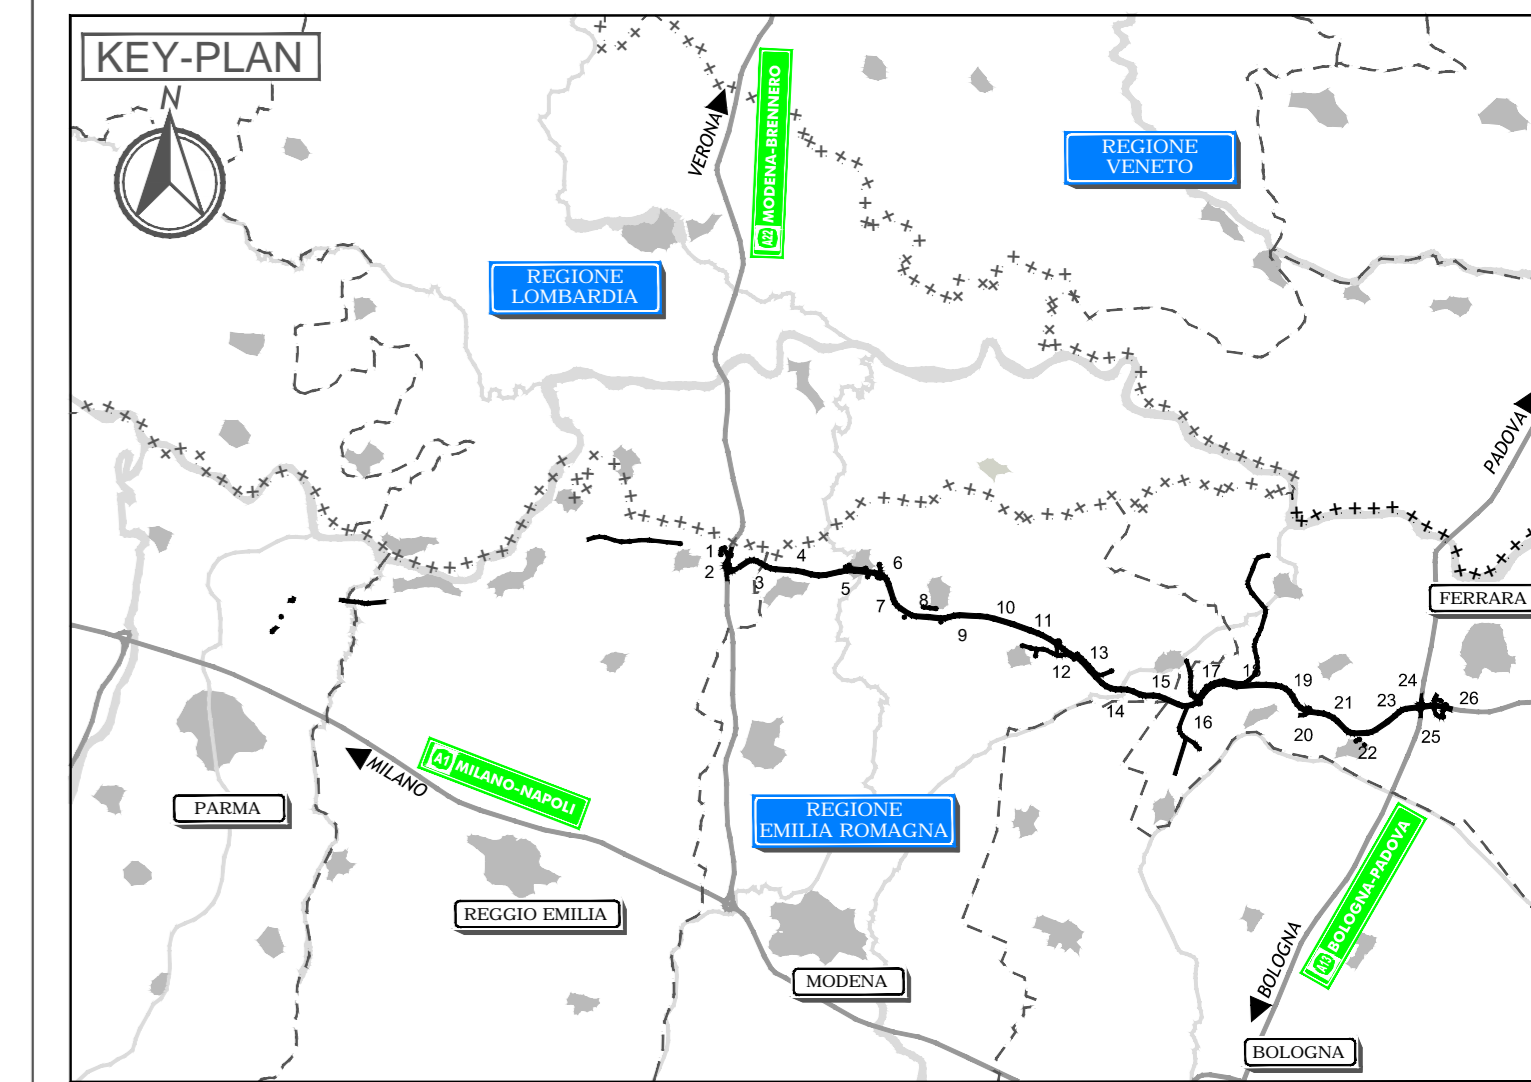 KEY-PLAN
N
VERONA
A22 MODENA-BRENNERO
REGIONE
VENETO
REGIONE
LOMBARDIA
PADOVA
1
2
3
4
5
6
7
8
9
10
11
12
13
14
15
16
17
18
19
20
21
22
23
24
25
26
FERRARA
MILANO
A1 MILANO-NAPOLI
PARMA
REGIONE
EMILIA ROMAGNA
A13 BOLOGNA-PADOVA
REGGIO EMILIA
MODENA
BOLOGNA
BOLOGNA